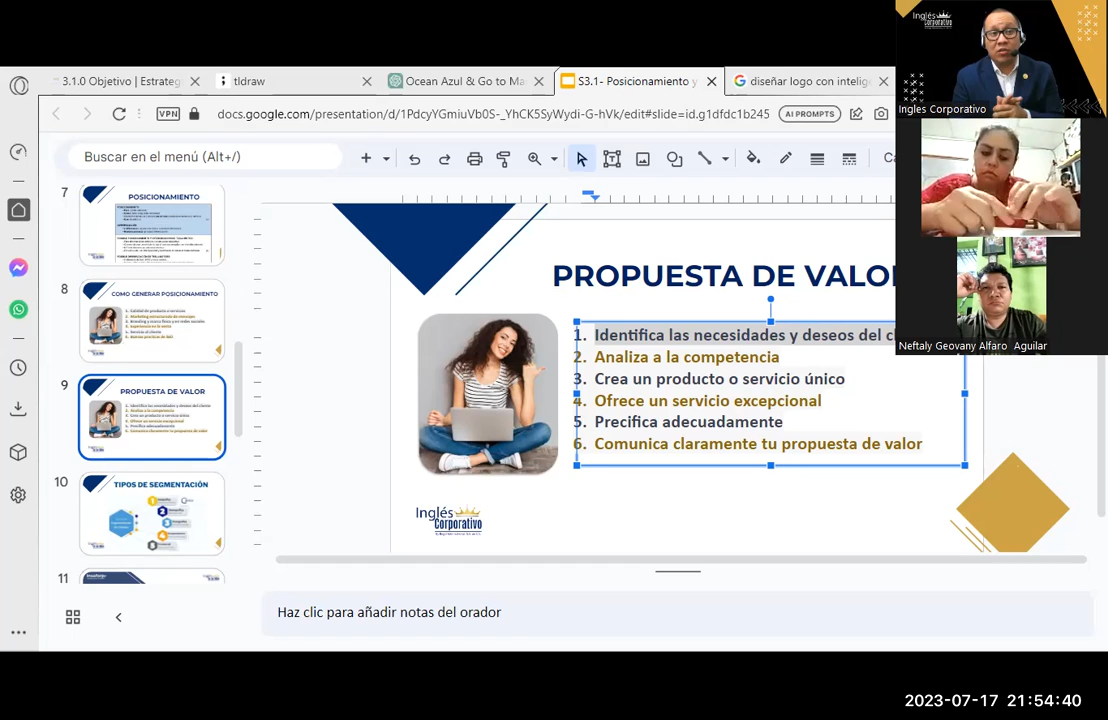 3.1.0 Objetivo | Estrateg
tldraw
Ocean Azul & Go to Ma
S3.1- Posicionamiento y
diseñar logo con intelig
VPN
docs.google.com/presentation/d/1PdcyYGmiuVb0S-_YhCK5SyWydi-G-hVk/edit#slide=id.g1dfdc1b245
AI PROMPTS
Buscar en el menú (Alt+/)
Inglés
Corporativo
Ingles Corporativo
Neftaly Geovany Alfaro Aguilar
7
POSICIONAMIENTO
8
COMO GENERAR POSICIONAMIENTO
9
PROPUESTA DE VALOR
10
TIPOS DE SEGMENTACIÓN
11
PROPUESTA DE VALOR
1. Identifica las necesidades y deseos del
2. Analiza a la competencia
3. Crea un producto o servicio único
4. Ofrece un servicio excepcional
5. Precifica adecuadamente
6. Comunica claramente tu propuesta de valor
Inglés
Corporativo
Haz clic para añadir notas del orador
2023-07-17 21:54:40